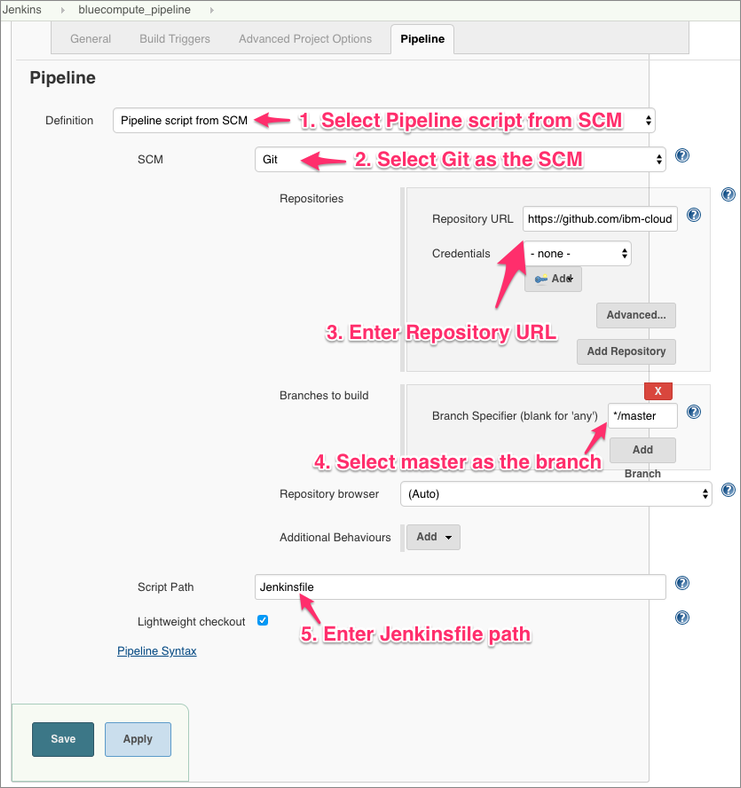 Jenkins bluecompute_pipeline
General Build Triggers Advanced Project Options Pipeline
Pipeline
Definition Pipeline script from SCM 1. Select Pipeline script from SCM
SCM Git 2. Select Git as the SCM
Repositories
Repository URL https://github.com/ibm-cloud
Credentials - none -
Add
3. Enter Repository URL
Advanced...
Add Repository
X
Branches to build
Branch Specifier (blank for 'any') */master
Add
4. Select master as the branch
Branch
Repository browser (Auto)
Additional Behaviours Add
Script Path Jenkinsfile
Lightweight checkout
5. Enter Jenkinsfile path
Pipeline Syntax
Save Apply